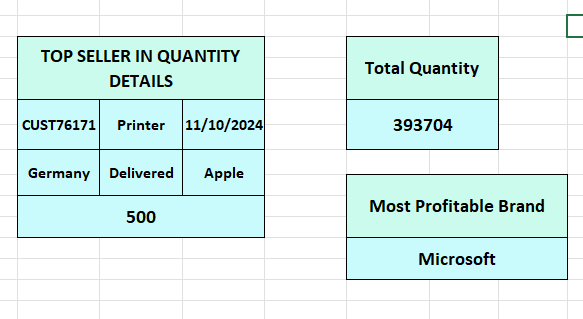 TOP SELLER IN QUANTITY
DETAILS
CUST76171 Printer 11/10/2024
Germany Delivered Apple
500
Total Quantity
393704
Most Profitable Brand
Microsoft